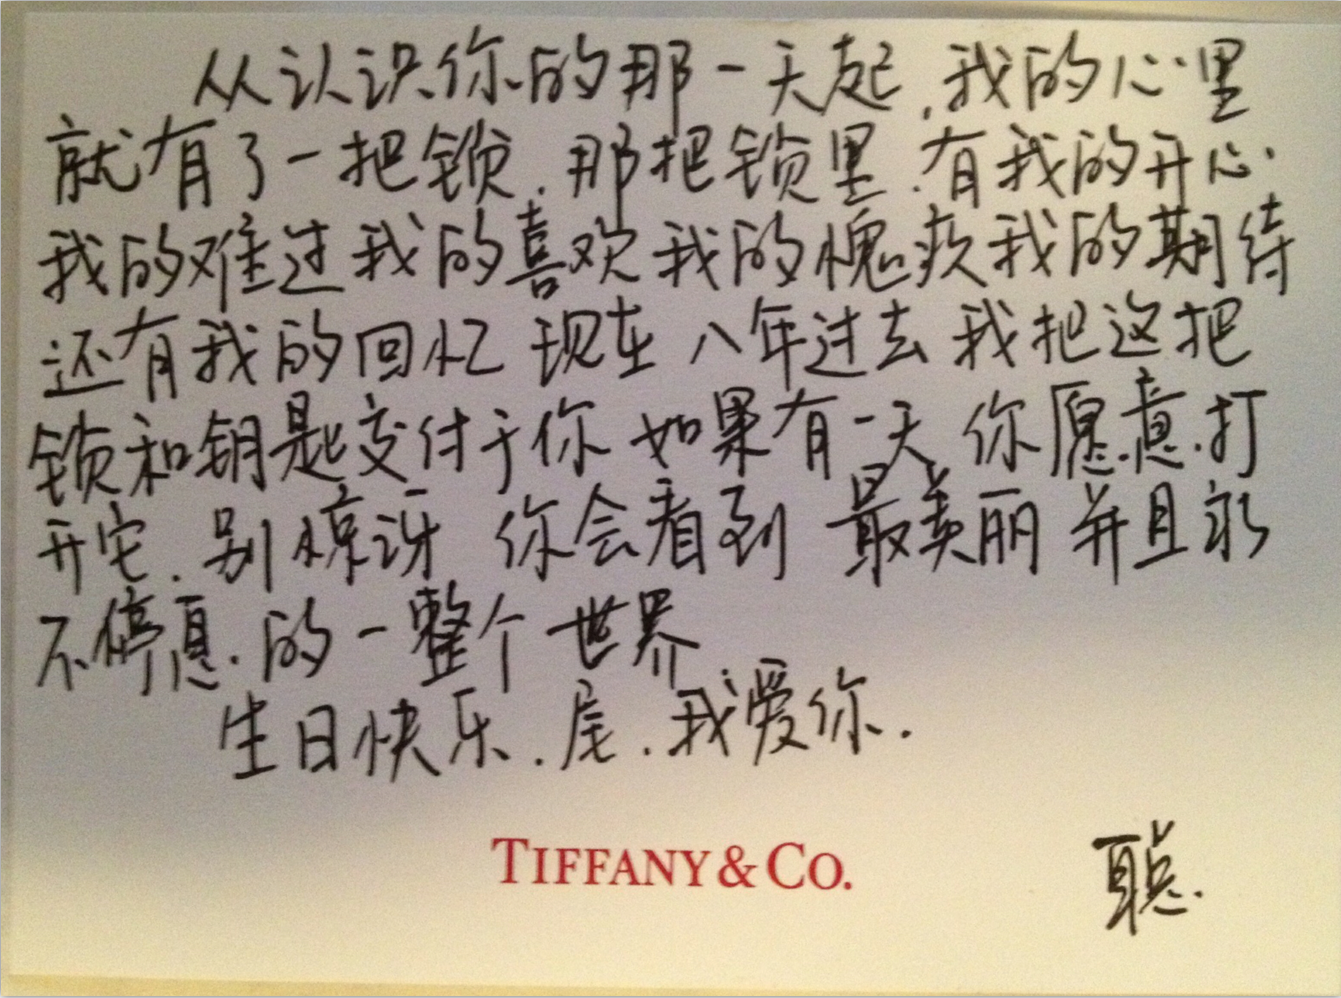 从认识你的那一天起,我的心里
就有了一把锁.那把锁里.有我的开心
我的难过我的喜欢我的愧疚我的期待
还有我的回忆 现在 八年过去 我把这把
锁和钥匙交付于你 如果有一天 你愿意打
开它.别惊讶 你会看到 最美丽 并且永
不停息的一整个世界
生日快乐.尾.我爱你.
TIFFANY & CO.
聪.